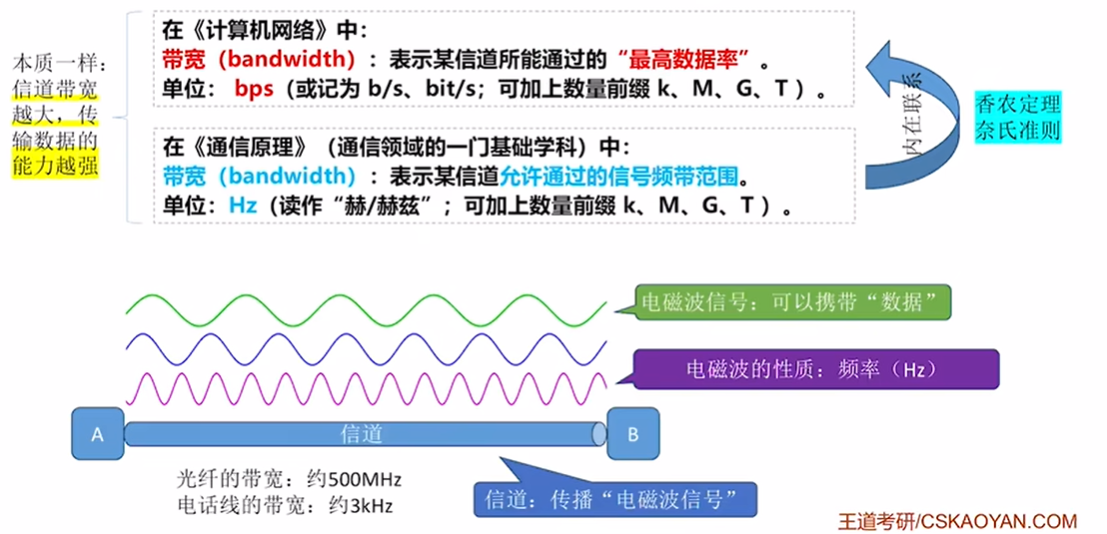 本质一样：
信道带宽
越大，传
输数据的
能力越强
在《计算机网络》中：
带宽（bandwidth）：表示某信道所能通过的“最高数据率”。
单位： bps（或记为 b/s、bit/s；可加上数量前缀 k、M、G、T ）。
在《通信原理》（通信领域的一门基础学科）中：
带宽（bandwidth）：表示某信道允许通过的信号频带范围。
单位：Hz（读作“赫/赫兹”；可加上数量前缀 k、M、G、T ）。
内在联系
香农定理
奈氏准则
电磁波信号：可以携带“数据”
电磁波的性质：频率（Hz）
A
信道
B
光纤的带宽：约500MHz
电话线的带宽：约3kHz
信道：传播“电磁波信号”
王道考研/CSKAOYAN.COM